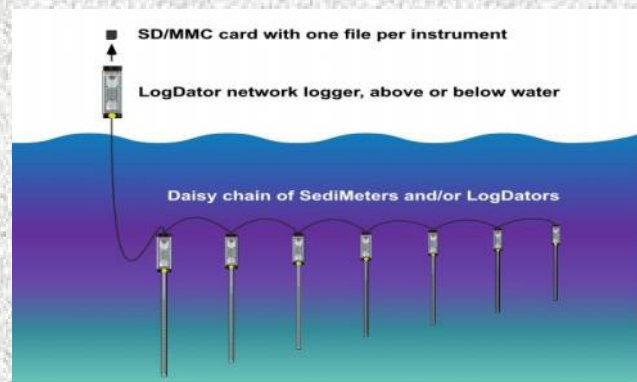 SD/MMC card with one file per instrument
LogDator network logger, above or below water
Daisy chain of SediMeters and/or LogDators